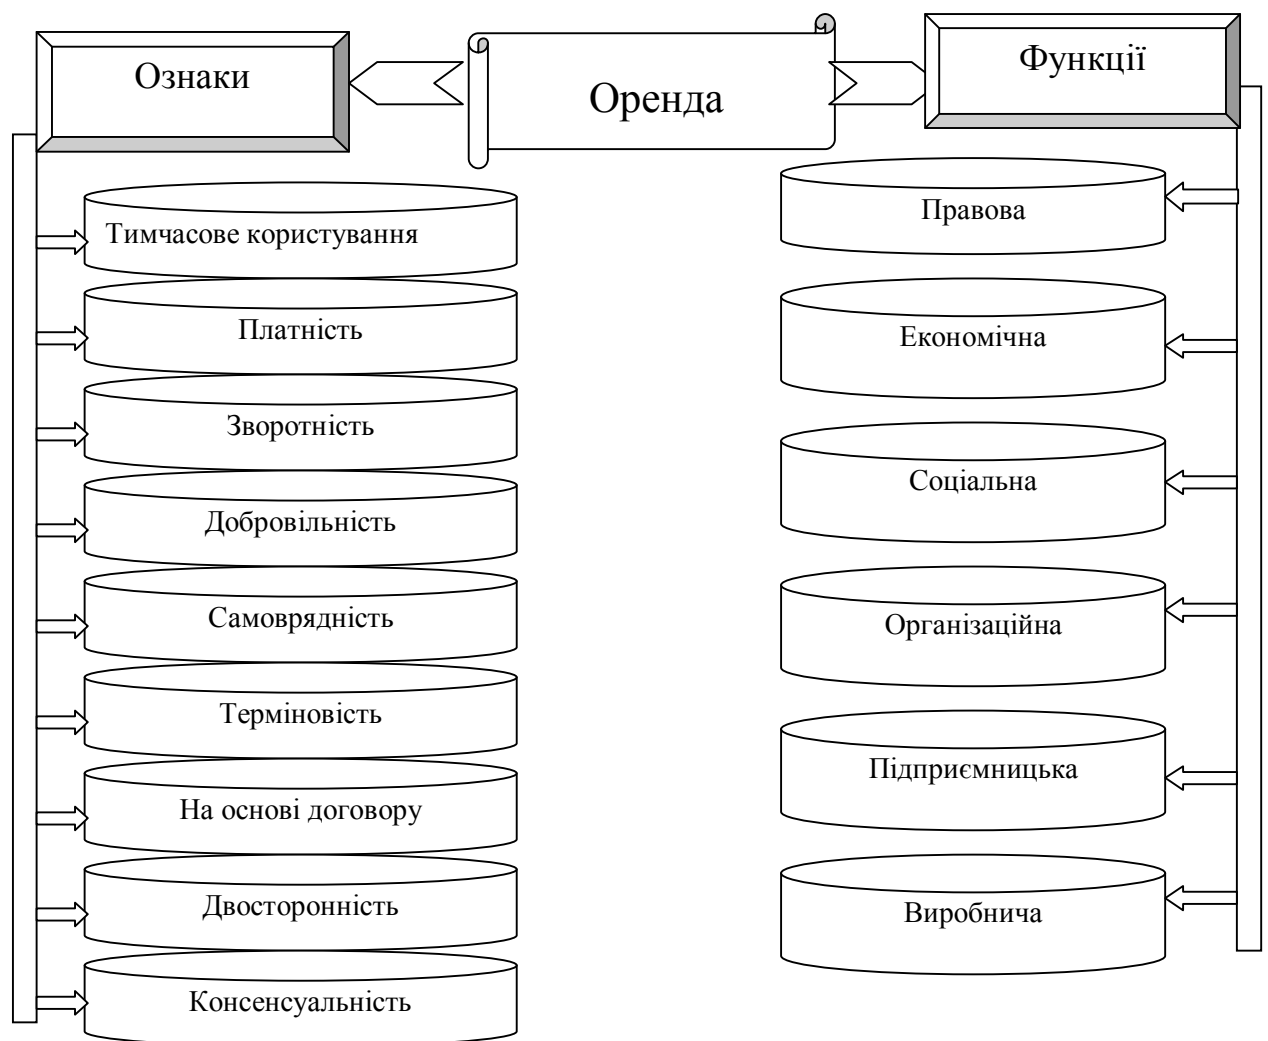 Ознаки
Оренда
Функції
Тимчасове користування
Платність
Зворотність
Добровільність
Самоврядність
Терміновість
На основі договору
Двосторонність
Консенсуальність
Правова
Економічна
Соціальна
Організаційна
Підприємницька
Виробнича